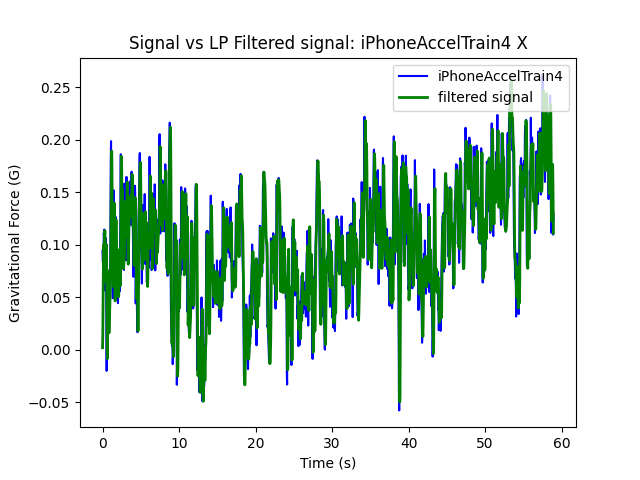 Signal vs LP Filtered signal: iPhoneAccelTrain4 X
iPhoneAccelTrain4
filtered signal
Gravitational Force (G)
0.25
0.20
0.15
0.10
0.05
0.00
−0.05
0 10 20 30 40 50 60
Time (s)